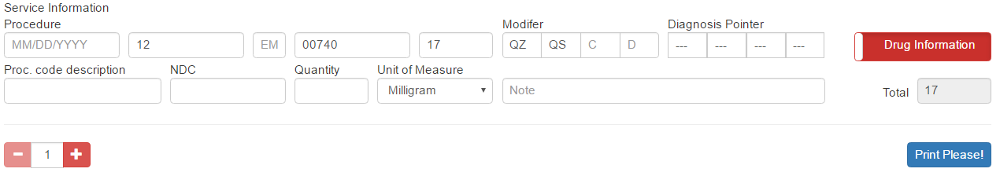 Service Information
Procedure Modifer Diagnosis Pointer
MM/DD/YYYY 12 EM 00740 17 QZ QS C D --- --- --- --- Drug Information
Proc. code description NDC Quantity Unit of Measure
Milligram Note Total 17
1 Print Please!